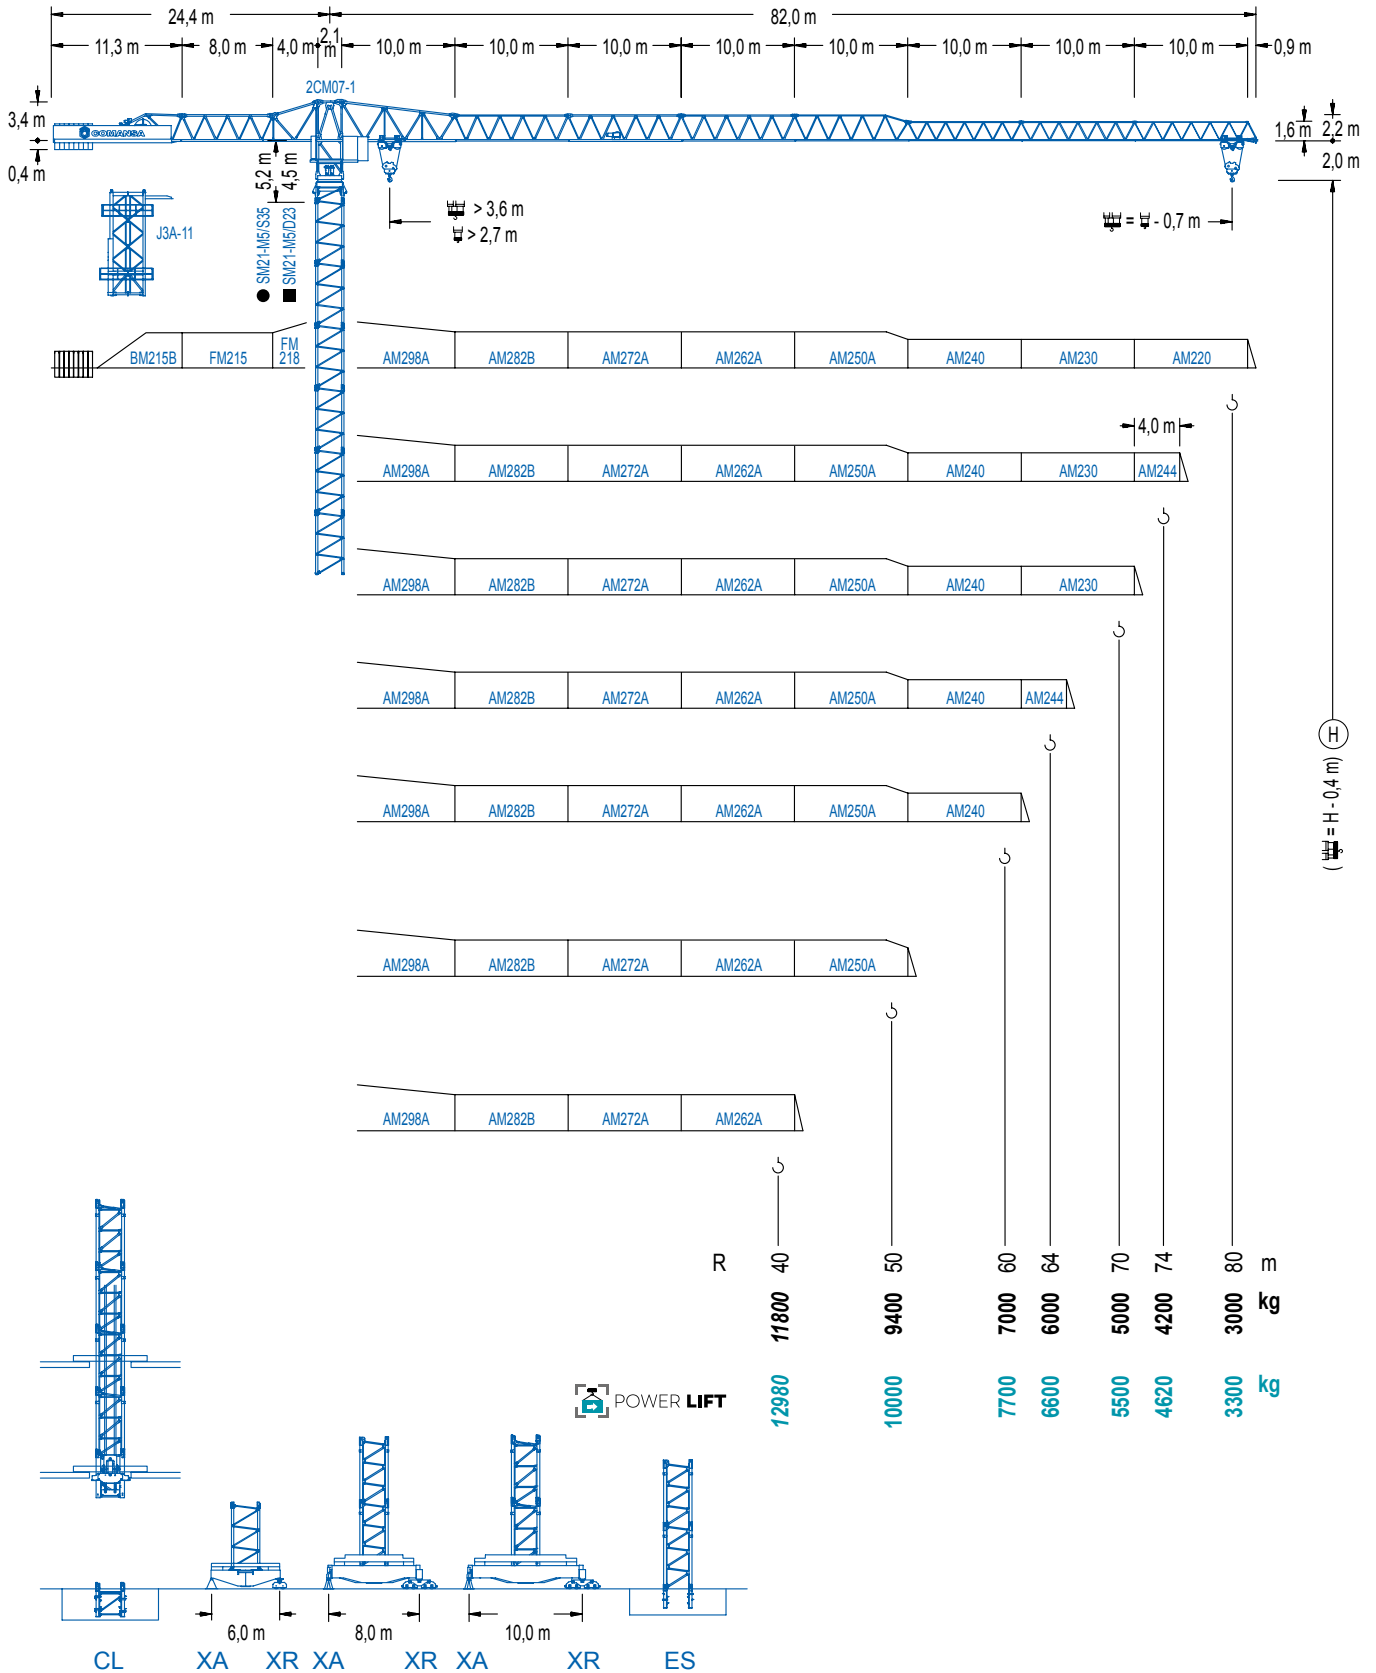 24,4 m
82,0 m
11,3 m
8,0 m
4,0 m
2,1 m
10,0 m
10,0 m
10,0 m
10,0 m
10,0 m
10,0 m
10,0 m
10,0 m
0,9 m
2CM07-1
3,4 m
COMANSA
1,6 m
2,2 m
0,4 m
2,0 m
5,2 m
4,5 m
> 3,6 m
> 2,7 m
= - 0,7 m
J3A-11
SM21-M5/S35
SM21-M5/D23
BM215B
FM215
FM 218
AM298A
AM282B
AM272A
AM262A
AM250A
AM240
AM230
AM220
4,0 m
AM298A
AM282B
AM272A
AM262A
AM250A
AM240
AM230
AM244
AM298A
AM282B
AM272A
AM262A
AM250A
AM240
AM230
AM298A
AM282B
AM272A
AM262A
AM250A
AM240
AM244
H
( = H - 0,4 m)
AM298A
AM282B
AM272A
AM262A
AM250A
AM240
AM298A
AM282B
AM272A
AM262A
AM250A
AM298A
AM282B
AM272A
AM262A
R 40 50 60 64 70 74 80 m
11800 9400 7000 6000 5000 4200 3000 kg
POWER LIFT 12980 10000 7700 6600 5500 4620 3300 kg
6,0 m
8,0 m
10,0 m
CL XA XR XA XR XA XR ES